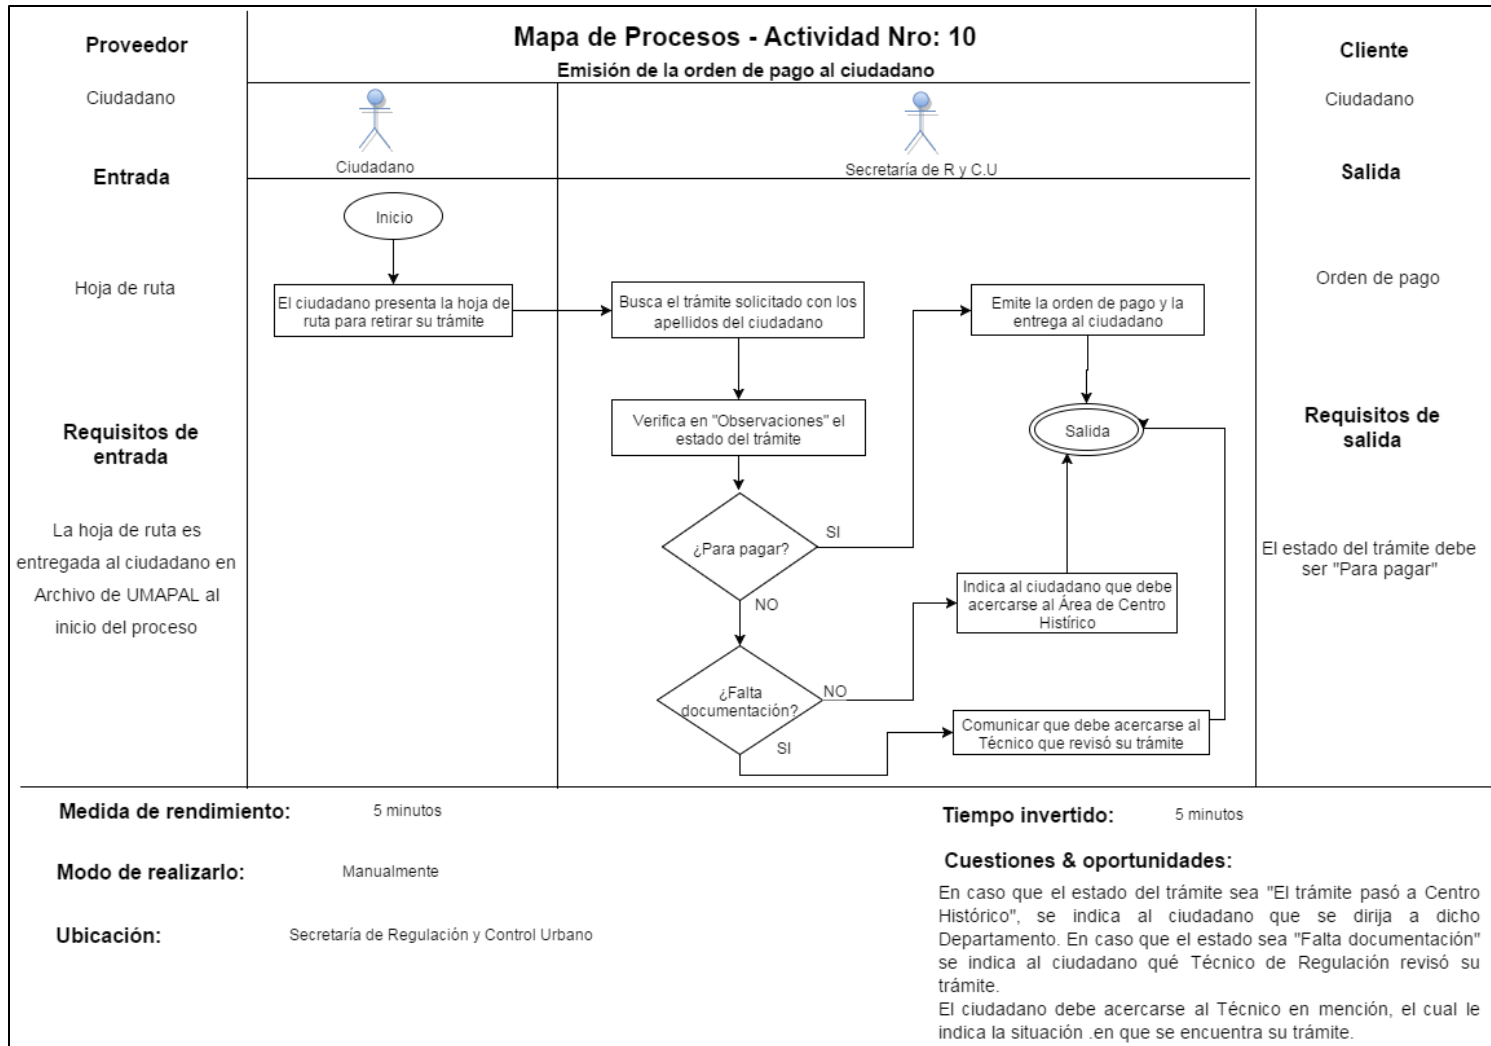 Proveedor
Ciudadano
Entrada
Hoja de ruta
Requisitos de
entrada
La hoja de ruta es
entregada al ciudadano en
Archivo de UMAPAL al
inicio del proceso
Mapa de Procesos - Actividad Nro: 10
Emisión de la orden de pago al ciudadano
Ciudadano
Secretaría de R y C.U
Inicio
El ciudadano presenta la hoja de
ruta para retirar su trámite
Busca el trámite solicitado con los
apellidos del ciudadano
Verifica en "Observaciones" el
estado del trámite
¿Para pagar?
SI
NO
¿Falta
documentación?
NO
SI
Emite la orden de pago y la
entrega al ciudadano
Salida
Indica al ciudadano que debe
acercarse al Área de Centro
Histírico
Comunicar que debe acercarse al
Técnico que revisó su trámite
Cliente
Ciudadano
Salida
Orden de pago
Requisitos de
salida
El estado del trámite debe
ser "Para pagar"
Medida de rendimiento: 5 minutos
Modo de realizarlo: Manualmente
Ubicación: Secretaría de Regulación y Control Urbano
Tiempo invertido: 5 minutos
Cuestiones & oportunidades:
En caso que el estado del trámite sea "El trámite pasó a Centro
Histórico", se indica al ciudadano que se dirija a dicho
Departamento. En caso que el estado sea "Falta documentación"
se indica al ciudadano qué Técnico de Regulación revisó su
trámite.
El ciudadano debe acercarse al Técnico en mención, el cual le
indica la situación .en que se encuentra su trámite.